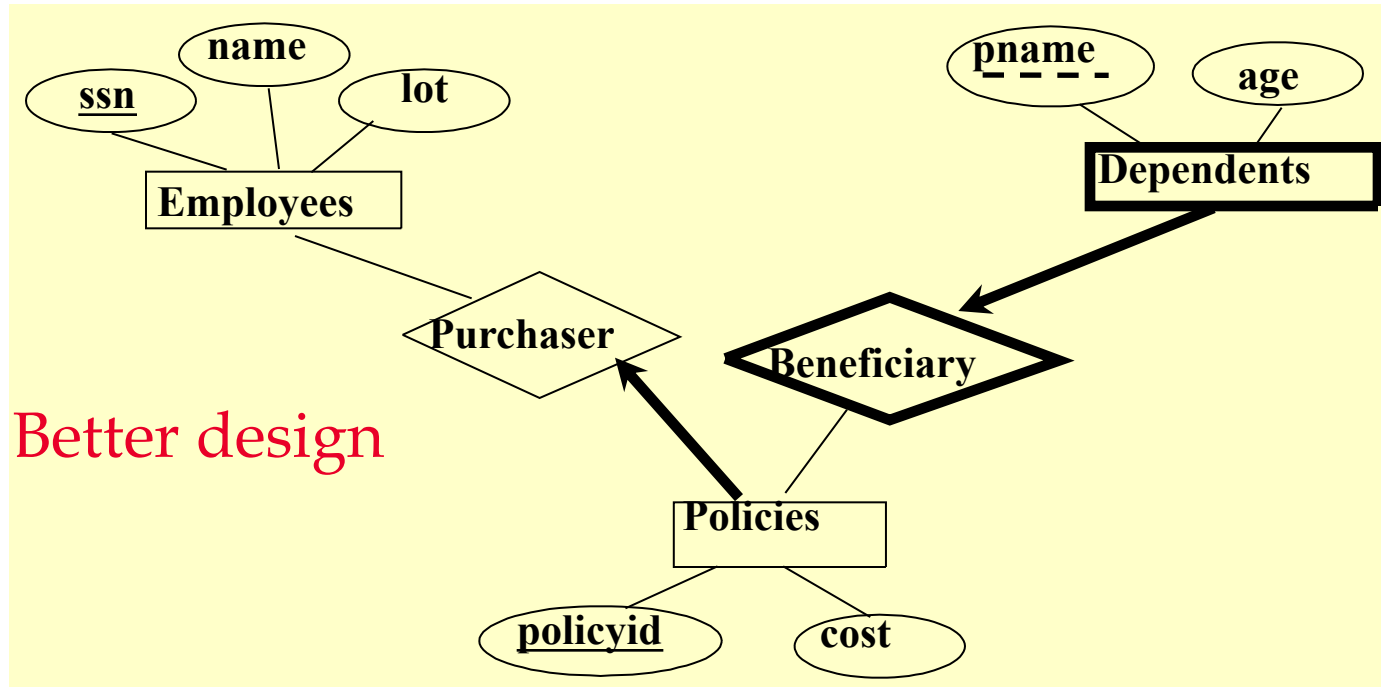 name
pname
ssn
lot
age
Employees
Dependents
Purchaser
Beneficiary
Better design
Policies
policyid
cost